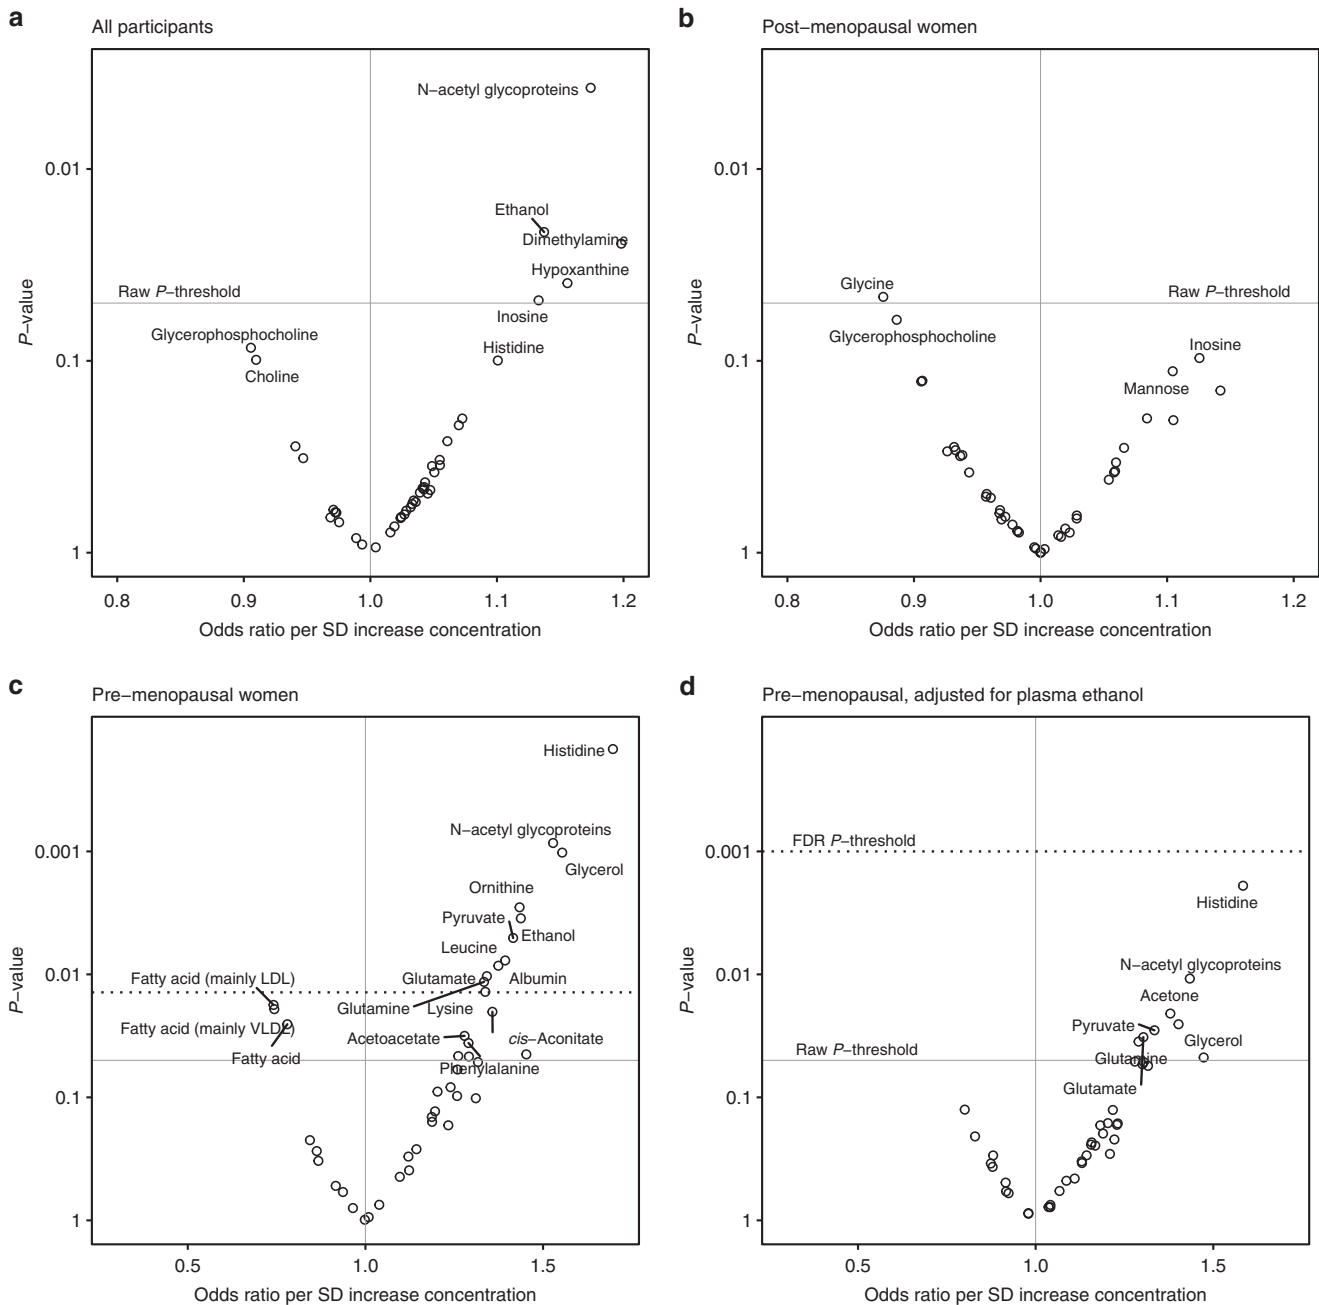 a
All participants
N−acetyl glycoproteins
0.01
Ethanol
Dimethylamine
Hypoxanthine
Raw P−threshold
Inosine
Glycerophosphocholine
Histidine
0.1
Choline
1
P−value
0.8 0.9 1.0 1.1 1.2
Odds ratio per SD increase concentration
b
Post−menopausal women
0.01
Glycine
Raw P−threshold
Glycerophosphocholine
Inosine
0.1
Mannose
1
P−value
0.8 0.9 1.0 1.1 1.2
Odds ratio per SD increase concentration
c
Pre−menopausal women
Histidine
N−acetyl glycoproteins
0.001
Glycerol
Ornithine
Pyruvate
Ethanol
Leucine
0.01
Fatty acid (mainly LDL)
Glutamate
Albumin
Glutamine
Lysine
Fatty acid (mainly VLDL)
Acetoacetate
cis−Aconitate
Fatty acid
Phenylalanine
0.1
1
P−value
0.5 1.0 1.5
Odds ratio per SD increase concentration
d
Pre−menopausal, adjusted for plasma ethanol
FDR P−threshold
0.001
Histidine
N−acetyl glycoproteins
0.01
Acetone
Pyruvate
Glycerol
Raw P−threshold
Glutamine
Glutamate
0.1
1
P−value
0.5 1.0 1.5
Odds ratio per SD increase concentration